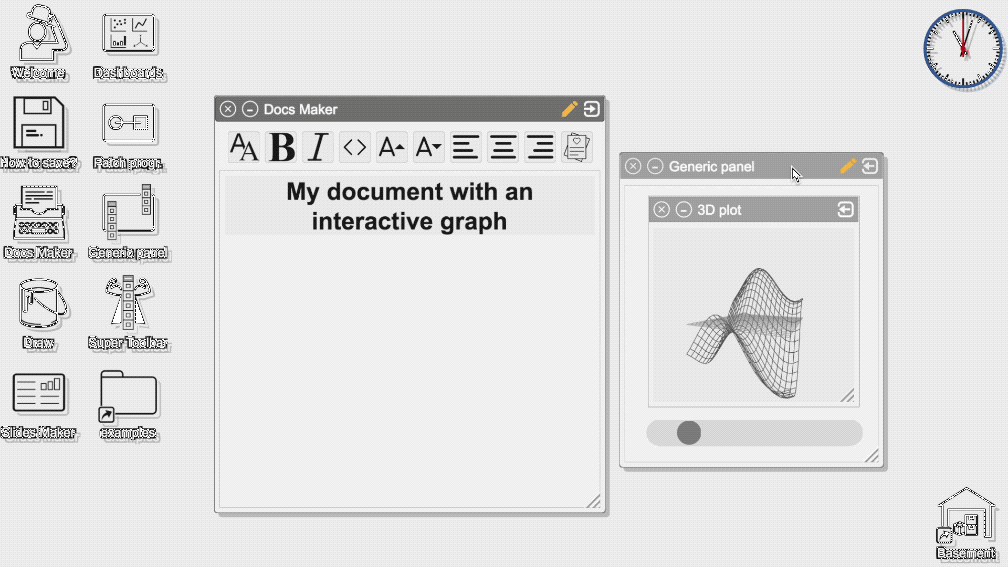 Welcome
Dashboards
How to save?
Patch progr.
Docs Maker
Generic panel
Draw
Super Toolbar
Slides Maker
examples
Docs Maker
AA B I <> A A
My document with an
interactive graph
Generic panel
3D plot
Basement